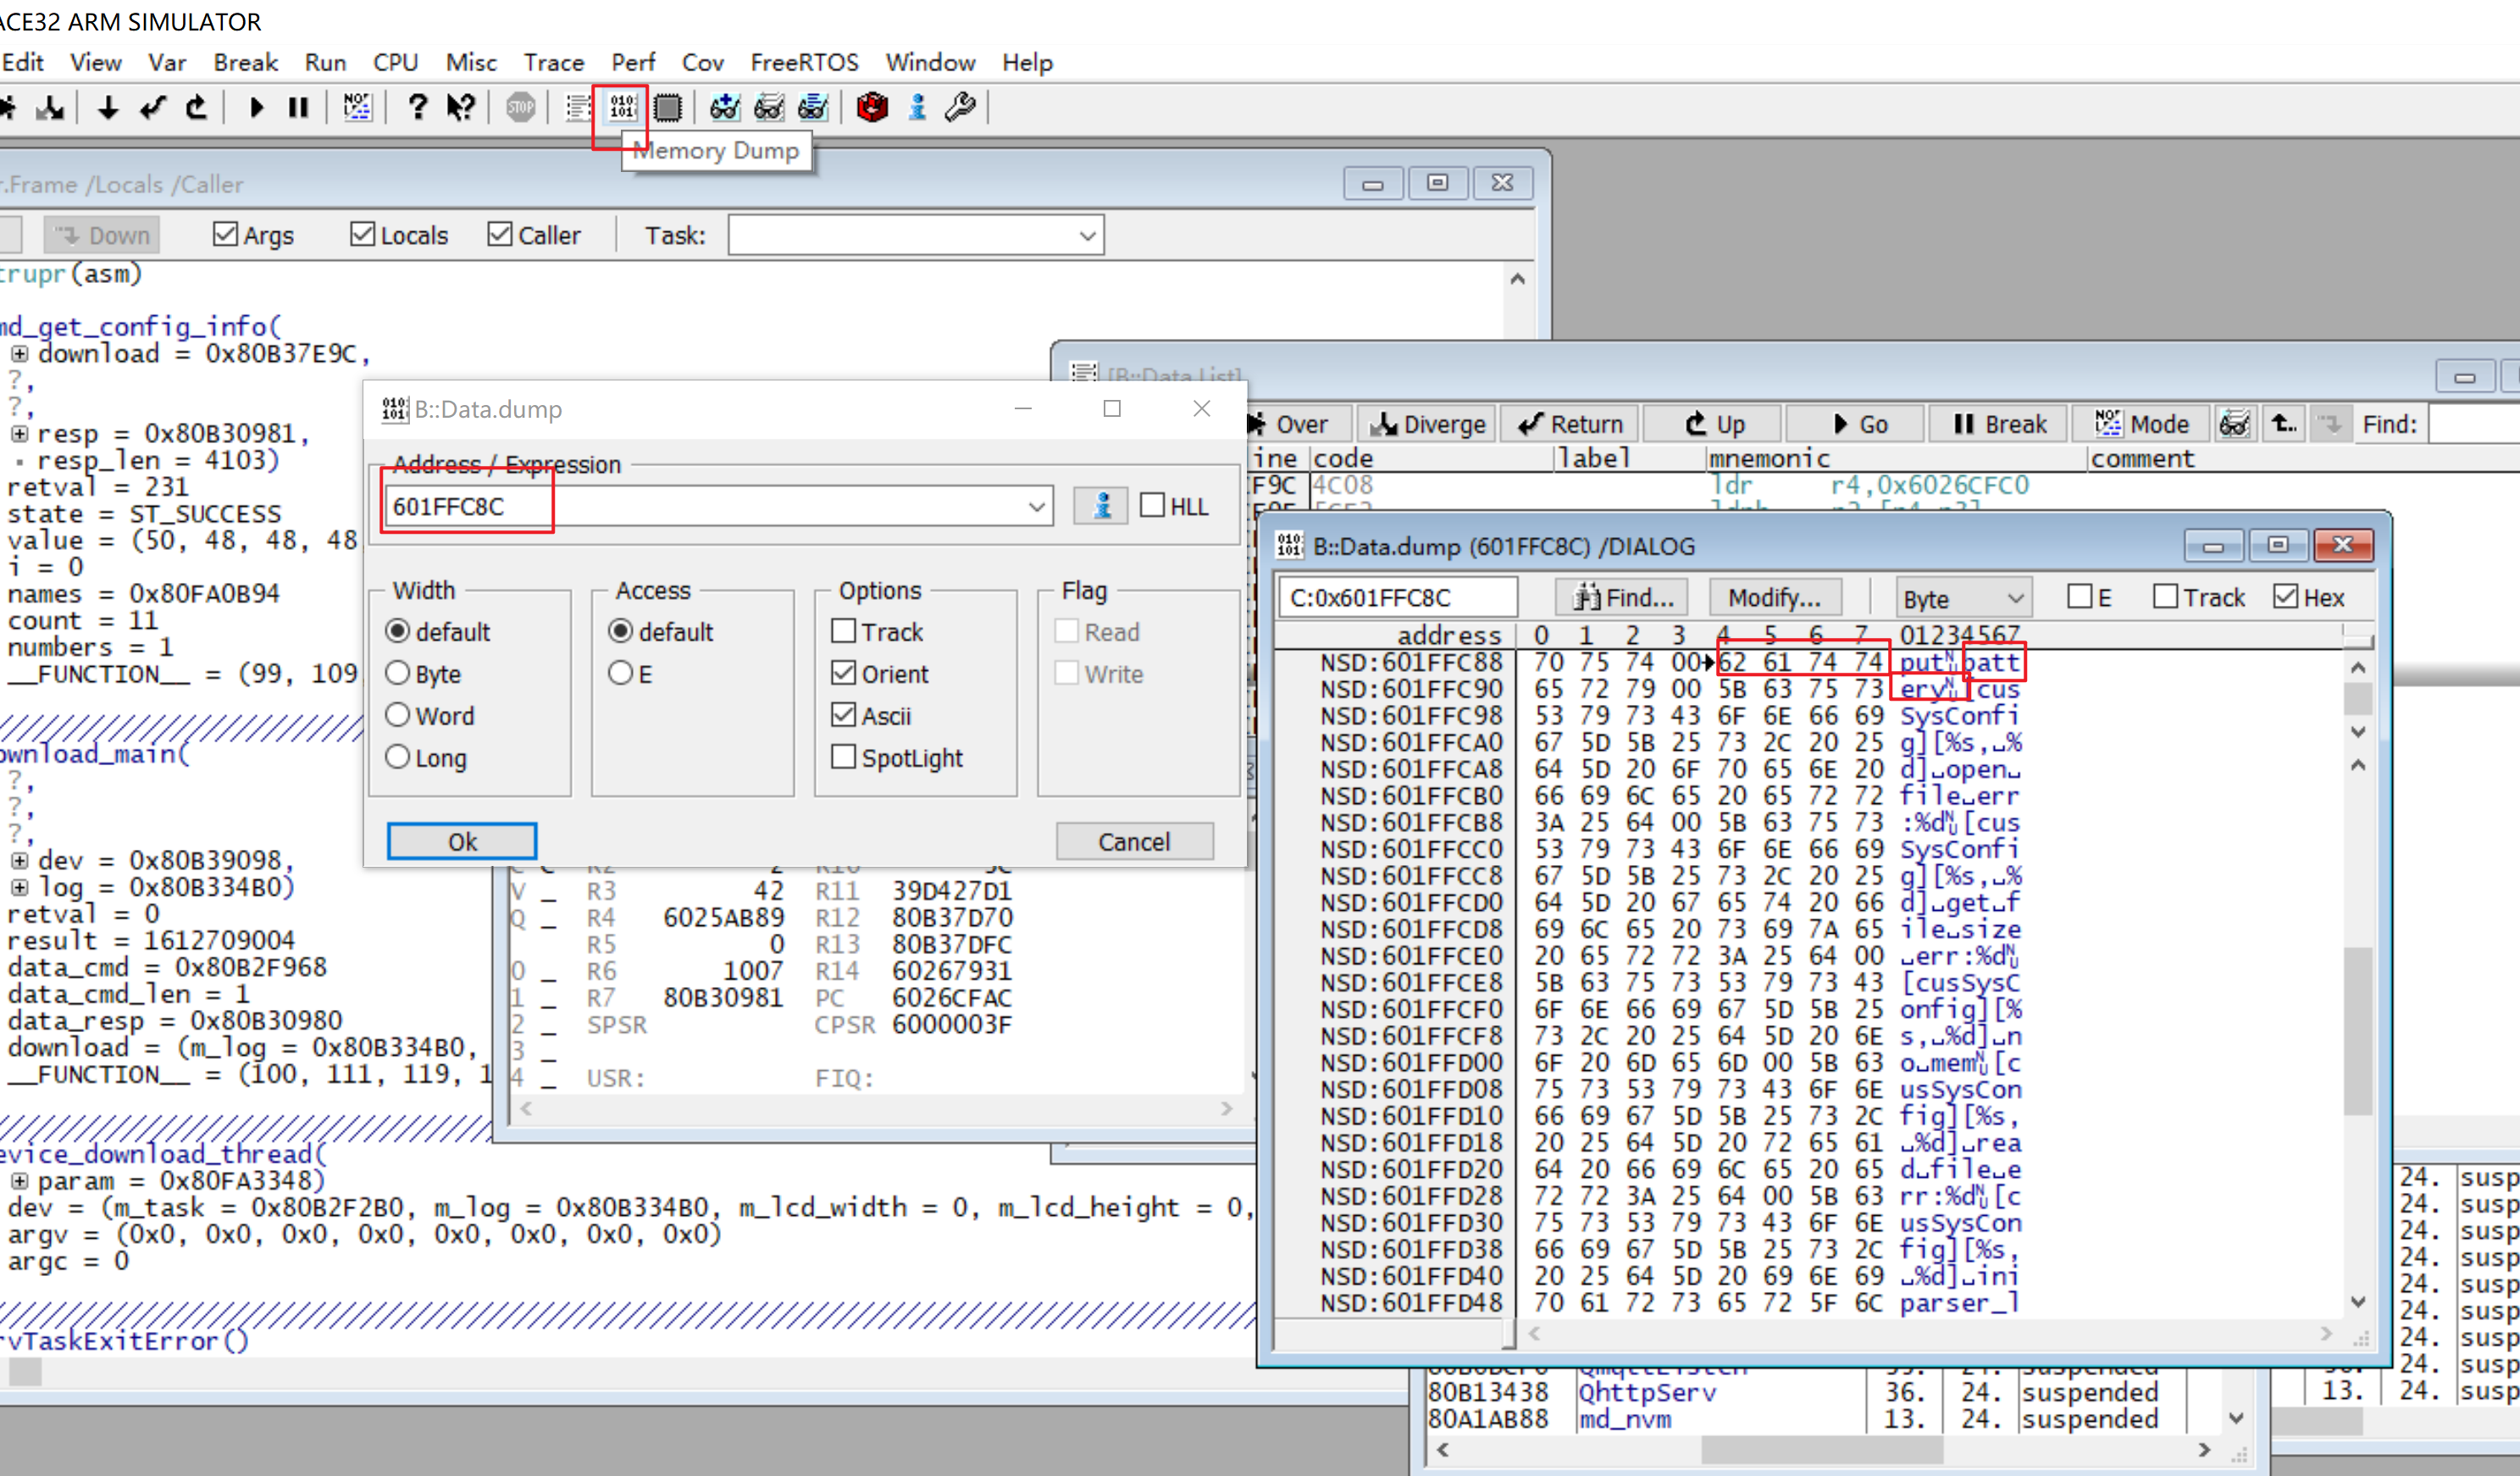 ACE32 ARM SIMULATOR
Edit View Var Break Run CPU Misc Trace Perf Cov FreeRTOS Window Help
Memory Dump
r.Frame /Locals /Caller
Down Args Locals Caller Task:
trupr(asm)
md_get_config_info(
download = 0x80B37E9C,
?,
?,
resp = 0x80B30981,
resp_len = 4103)
retval = 231
state = ST_SUCCESS
value = (50, 48, 48, 48
i = 0
names = 0x80FA0B94
count = 11
numbers = 1
__FUNCTION__ = (99, 109
ownload_main(
?,
?,
?,
dev = 0x80B39098,
log = 0x80B334B0)
retval = 0
result = 1612709004
data_cmd = 0x80B2F968
data_cmd_len = 1
data_resp = 0x80B30980
download = (m_log = 0x80B334B0,
__FUNCTION__ = (100, 111, 119, 1
evice_download_thread(
param = 0x80FA3348)
dev = (m_task = 0x80B2F2B0, m_log = 0x80B334B0, m_lcd_width = 0, m_lcd_height = 0,
argv = (0x0, 0x0, 0x0, 0x0, 0x0, 0x0, 0x0, 0x0)
argc = 0
rvTaskExitError()
B::Data.dump
Address / Expression
601FFC8C
HLL
Width Access Options Flag
default default Track Read
Byte E Orient Write
Word Ascii
Long SpotLight
Ok Cancel
V _ R3 42 R11 39D427D1
Q _ R4 6025AB89 R12 80B37D70
R5 0 R13 80B37DFC
0 _ R6 1007 R14 60267931
1 _ R7 80B30981 PC 6026CFAC
2 _ SPSR CPSR 6000003F
3 _
4 _ USR: FIQ:
[B::Data.List]
Over Diverge Return Up Go Break Mode Find:
ine code label mnemonic comment
F9C 4C08 ldr r4,0x6026CFC0
B::Data.dump (601FFC8C) /DIALOG
C:0x601FFC8C Find... Modify... Byte E Track Hex
address 0 1 2 3 4 5 6 7 01234567
NSD:601FFC88 70 75 74 00 62 61 74 74 put␀batt
NSD:601FFC90 65 72 79 00 5B 63 75 73 ery␀[cus
NSD:601FFC98 53 79 73 43 6F 6E 66 69 SysConfi
NSD:601FFCA0 67 5D 5B 25 73 2C 20 25 g][%s,␣%
NSD:601FFCA8 64 5D 20 6F 70 65 6E 20 d]␣open␣
NSD:601FFCB0 66 69 6C 65 20 65 72 72 file␣err
NSD:601FFCB8 3A 25 64 00 5B 63 75 73 :%d␀[cus
NSD:601FFCC0 53 79 73 43 6F 6E 66 69 SysConfi
NSD:601FFCC8 67 5D 5B 25 73 2C 20 25 g][%s,␣%
NSD:601FFCD0 64 5D 20 67 65 74 20 66 d]␣get␣f
NSD:601FFCD8 69 6C 65 20 73 69 7A 65 ile␣size
NSD:601FFCE0 20 65 72 72 3A 25 64 00 ␣err:%d␀
NSD:601FFCE8 5B 63 75 73 53 79 73 43 [cusSysC
NSD:601FFCF0 6F 6E 66 69 67 5D 5B 25 onfig][%
NSD:601FFCF8 73 2C 20 25 64 5D 20 6E s,␣%d]␣n
NSD:601FFD00 6F 20 6D 65 6D 00 5B 63 o␣mem␀[c
NSD:601FFD08 75 73 53 79 73 43 6F 6E usSysCon
NSD:601FFD10 66 69 67 5D 5B 25 73 2C fig][%s,
NSD:601FFD18 20 25 64 5D 20 72 65 61 ␣%d]␣rea
NSD:601FFD20 64 20 66 69 6C 65 20 65 d␣file␣e
NSD:601FFD28 72 72 3A 25 64 00 5B 63 rr:%d␀[c
NSD:601FFD30 75 73 53 79 73 43 6F 6E usSysCon
NSD:601FFD38 66 69 67 5D 5B 25 73 2C fig][%s,
NSD:601FFD40 20 25 64 5D 20 69 6E 69 ␣%d]␣ini
NSD:601FFD48 70 61 72 73 65 72 5F 6C parser_l
80B13438 QhttpServ 36. 24. suspended
80A1AB88 md_nvm 13. 24. suspended
24. susp
24. susp
24. susp
24. susp
24. susp
24. susp
24. susp
24. susp
13. 24. susp